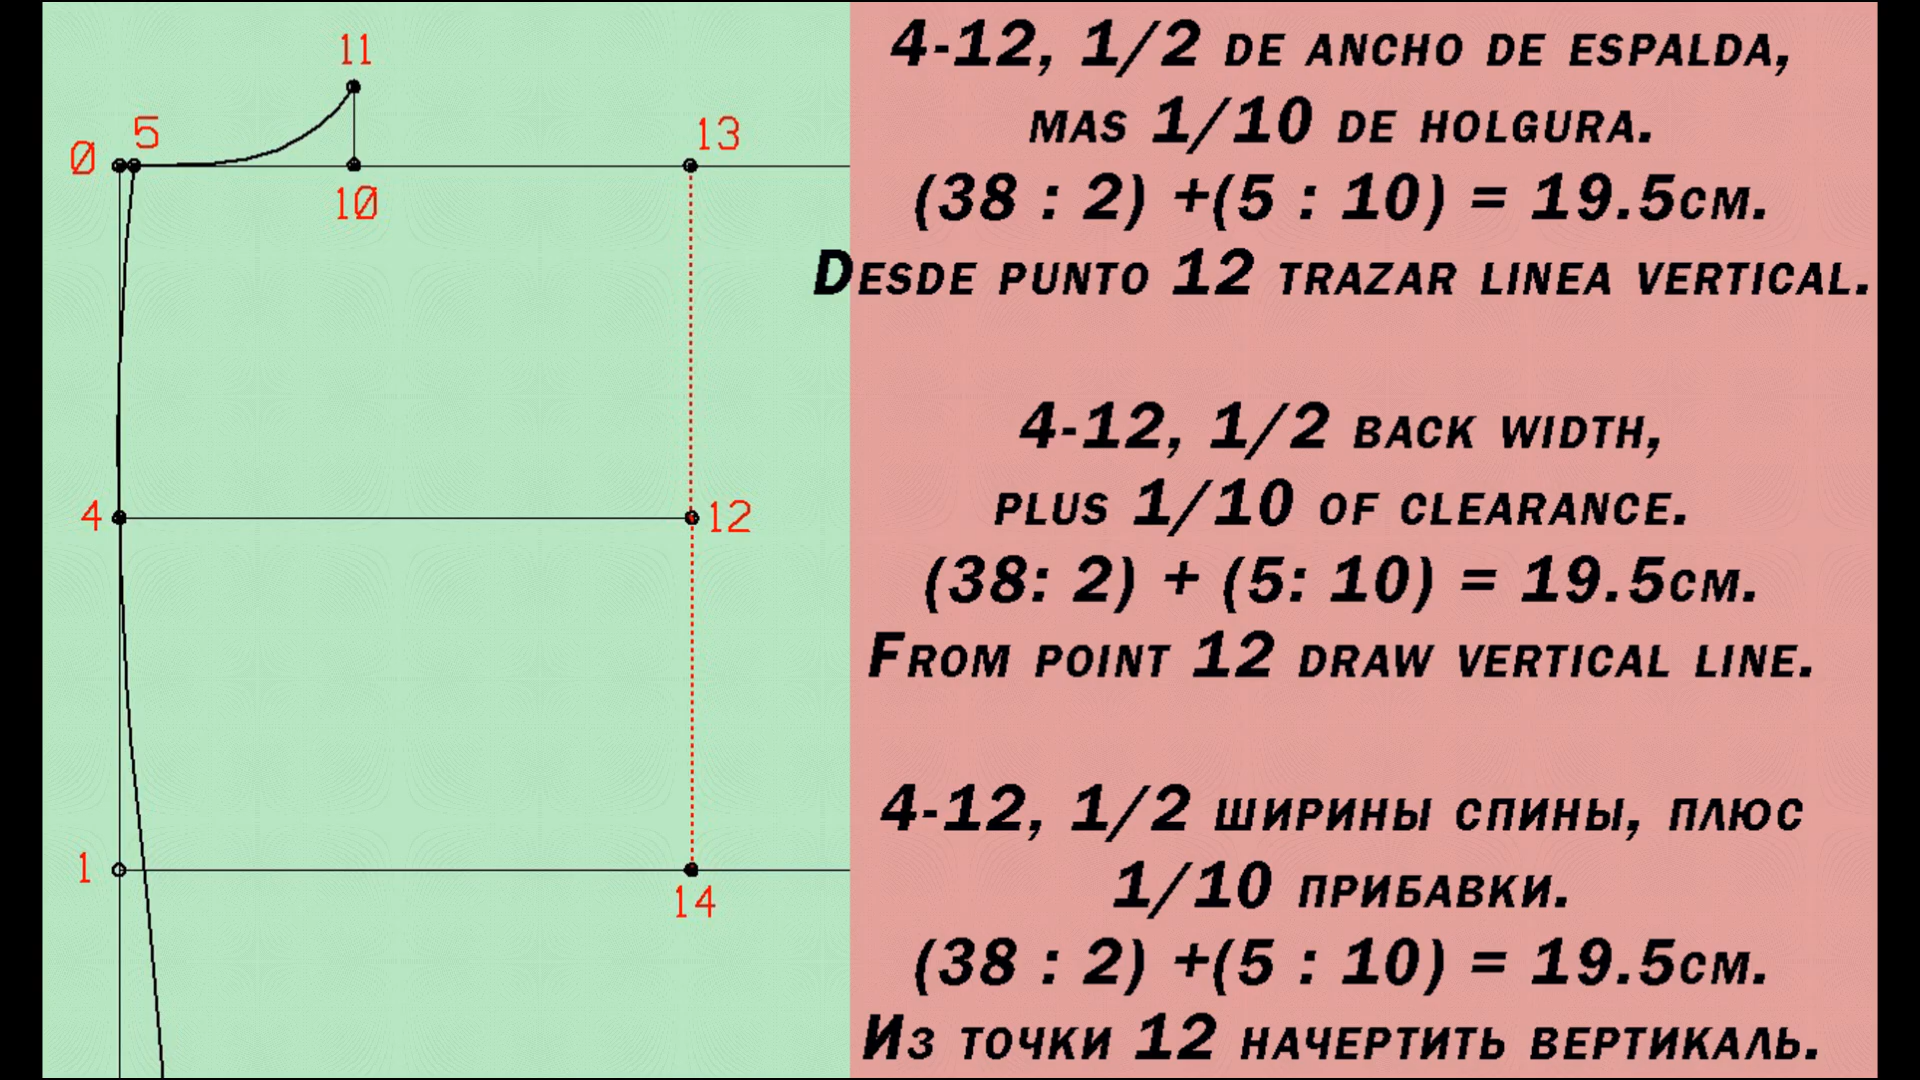 11
5
13
0
10
4
12
1
14
4-12, 1/2 DE ANCHO DE ESPALDA,
MAS 1/10 DE HOLGURA.
(38 : 2) +(5 : 10) = 19.5CM.
DESDE PUNTO 12 TRAZAR LINEA VERTICAL.
4-12, 1/2 BACK WIDTH,
PLUS 1/10 OF CLEARANCE.
(38: 2) + (5: 10) = 19.5CM.
FROM POINT 12 DRAW VERTICAL LINE.
4-12, 1/2 ШИРИНЫ СПИНЫ, ПЛЮС
1/10 ПРИБАВКИ.
(38 : 2) +(5 : 10) = 19.5СМ.
ИЗ ТОЧКИ 12 НАЧЕРТИТЬ ВЕРТИКАЛЬ.